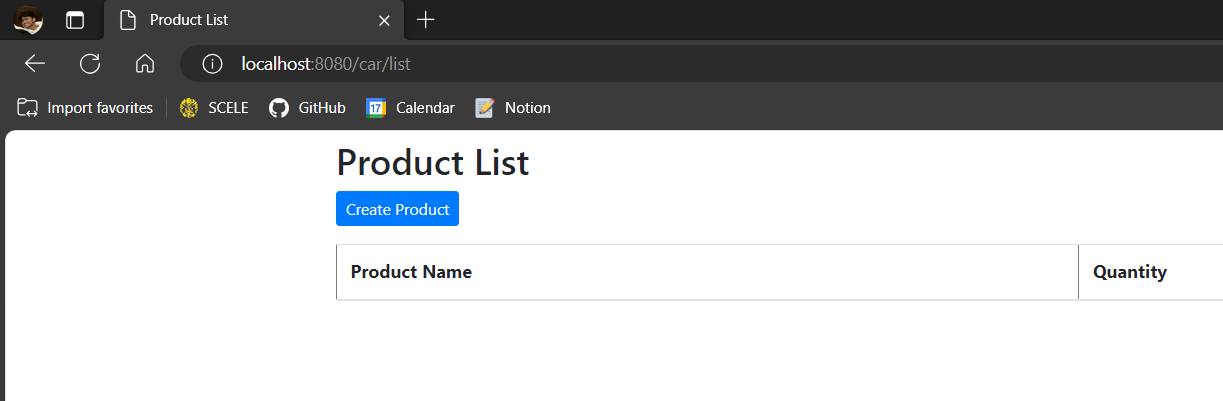 Product List
localhost:8080/car/list
Import favorites SCELE GitHub 17 Calendar Notion
Product List
Create Product
Product Name Quantity